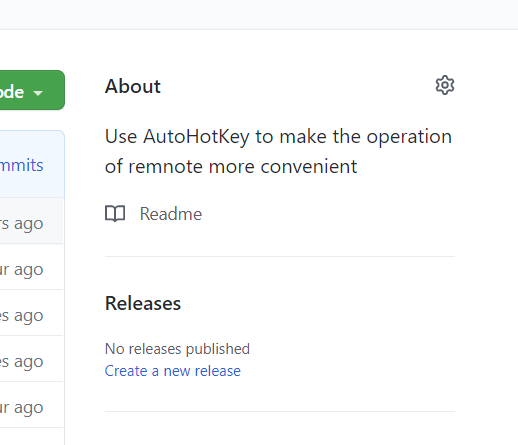 ode
About
Use AutoHotKey to make the operation
of remnote more convenient
mmits
Readme
rs ago
ur ago
Releases
es ago
No releases published
es ago
Create a new release
ur ago